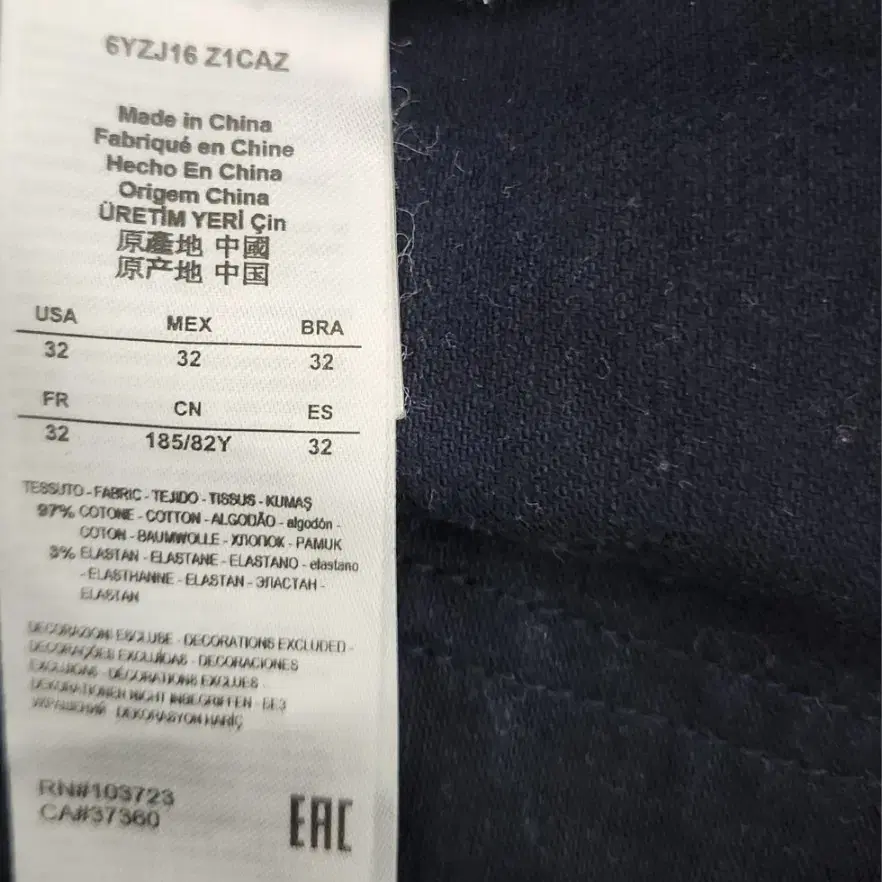 6YZJ16 Z1CAZ
Made in China
Fabriqué en Chine
Hecho En China
Origem China
ÜRETİM YERİ Çin
原產地 中國
原产地 中国
USA MEX BRA
32 32 32
FR CN ES
32 185/82Y 32
TESSUTO - FABRIC - TEJIDO - TISSUS - KUMAŞ
97% COTONE - COTTON - ALGODÃO - algodón -
COTON - BAUMWOLLE - ХЛОПОК - PAMUK
3% ELASTAN - ELASTANE - ELASTANO - elastano
- ELASTHANNE - ELASTAN - ЭЛАСТАН -
ELASTAN
DECORAZIONI ESCLUSE - DECORATIONS EXCLUDED -
DECORAÇÕES EXCLUÍDAS - DECORACIONES
EXCLUIDAS - DÉCORATIONS EXCLUES -
DEKORATIONEN NICHT INBEGRIFFEN - БЕЗ
УКРАШЕНИЙ DEKORASYON HARİÇ
RN#103723
CA#37360
EAC